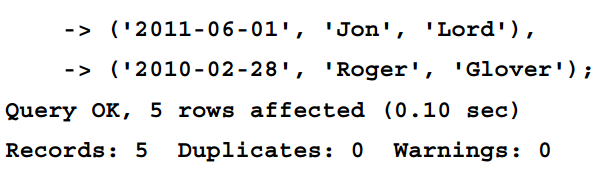 -> ('2011-06-01', 'Jon', 'Lord'),
-> ('2010-02-28', 'Roger', 'Glover');
Query OK, 5 rows affected (0.10 sec)
Records: 5  Duplicates: 0  Warnings: 0